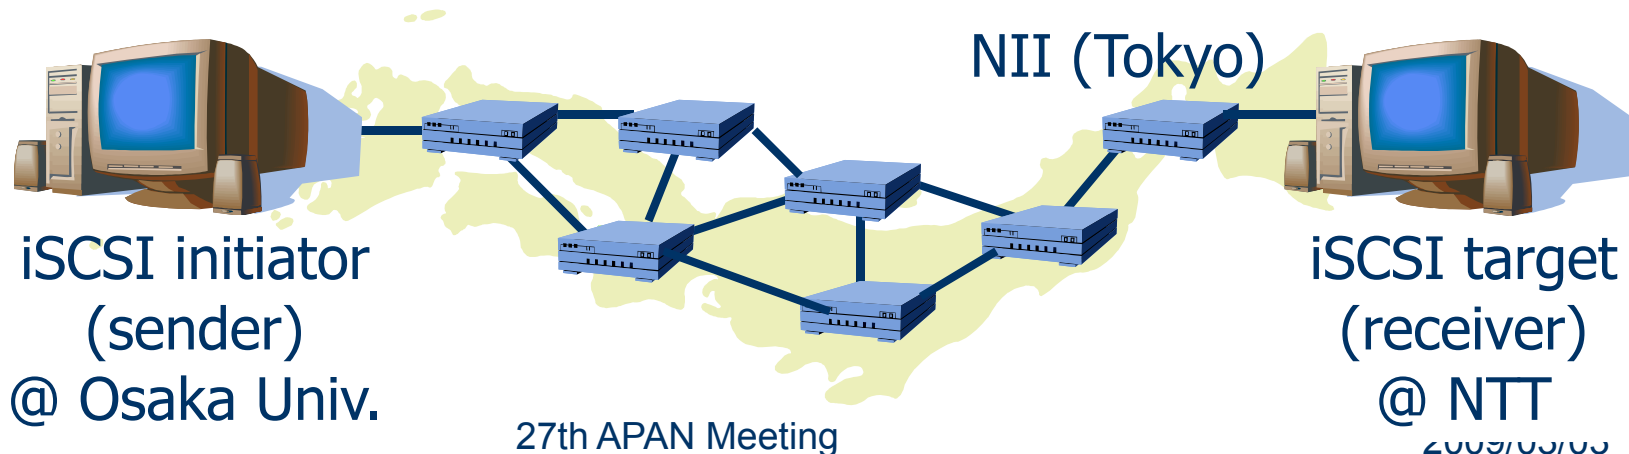 NII (Tokyo)
iSCSI initiator
(sender)
@ Osaka Univ.
iSCSI target
(receiver)
@ NTT
27th APAN Meeting